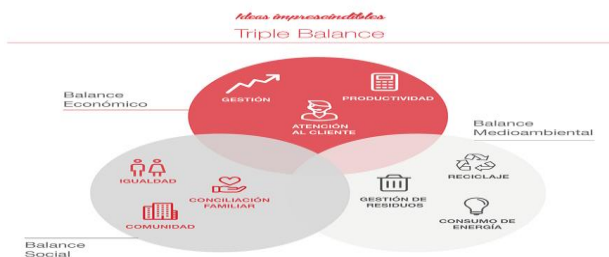 Ideas imprescindibles
Triple Balance
Balance
Económico
GESTIÓN
PRODUCTIVIDAD
ATENCIÓN
AL CLIENTE
Balance
Medioambiental
IGUALDAD
CONCILIACIÓN
FAMILIAR
COMUNIDAD
RECICLAJE
GESTIÓN DE
RESIDUOS
CONSUMO DE
ENERGÍA
Balance
Social